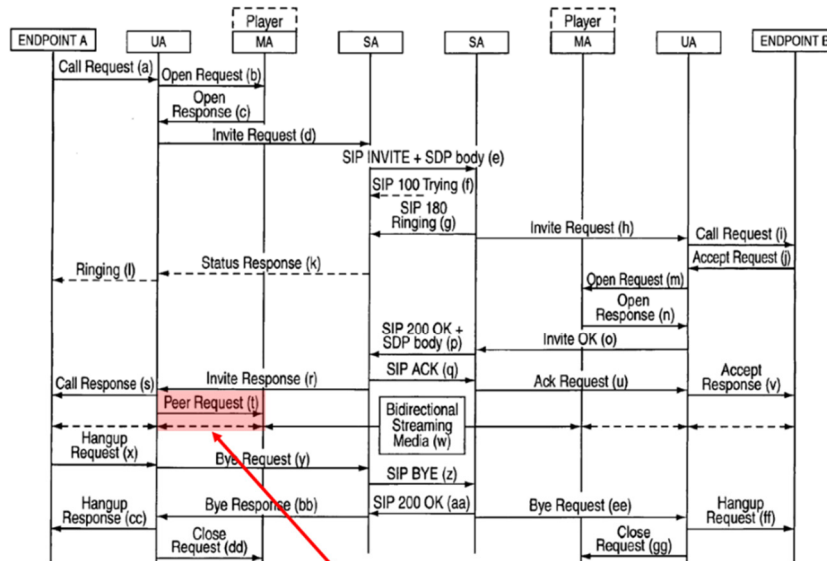 Player
Player
ENDPOINT A
UA
MA
SA
SA
MA
UA
ENDPOINT
Call Request (a)
Open Request (b)
Open
Response (c)
Invite Request (d)
SIP INVITE + SDP body (e)
SIP 100 Trying (f)
SIP 180
Ringing (g)
Invite Request (h)
Call Request (i)
Accept Request (j)
Status Response (k)
Ringing (l)
Open Request (m)
Open
Response (n)
Invite OK (o)
SIP 200 OK +
SDP body (p)
SIP ACK (q)
Invite Response (r)
Call Response (s)
Ack Request (u)
Accept
Response (v)
Peer Request (t)
Bidirectional
Streaming
Media (w)
Hangup
Request (x)
Bye Request (y)
SIP BYE (z)
SIP 200 OK (aa)
Bye Response (bb)
Hangup
Response (cc)
Bye Request (ee)
Hangup
Request (ff)
Close
Request (dd)
Close
Request (gg)